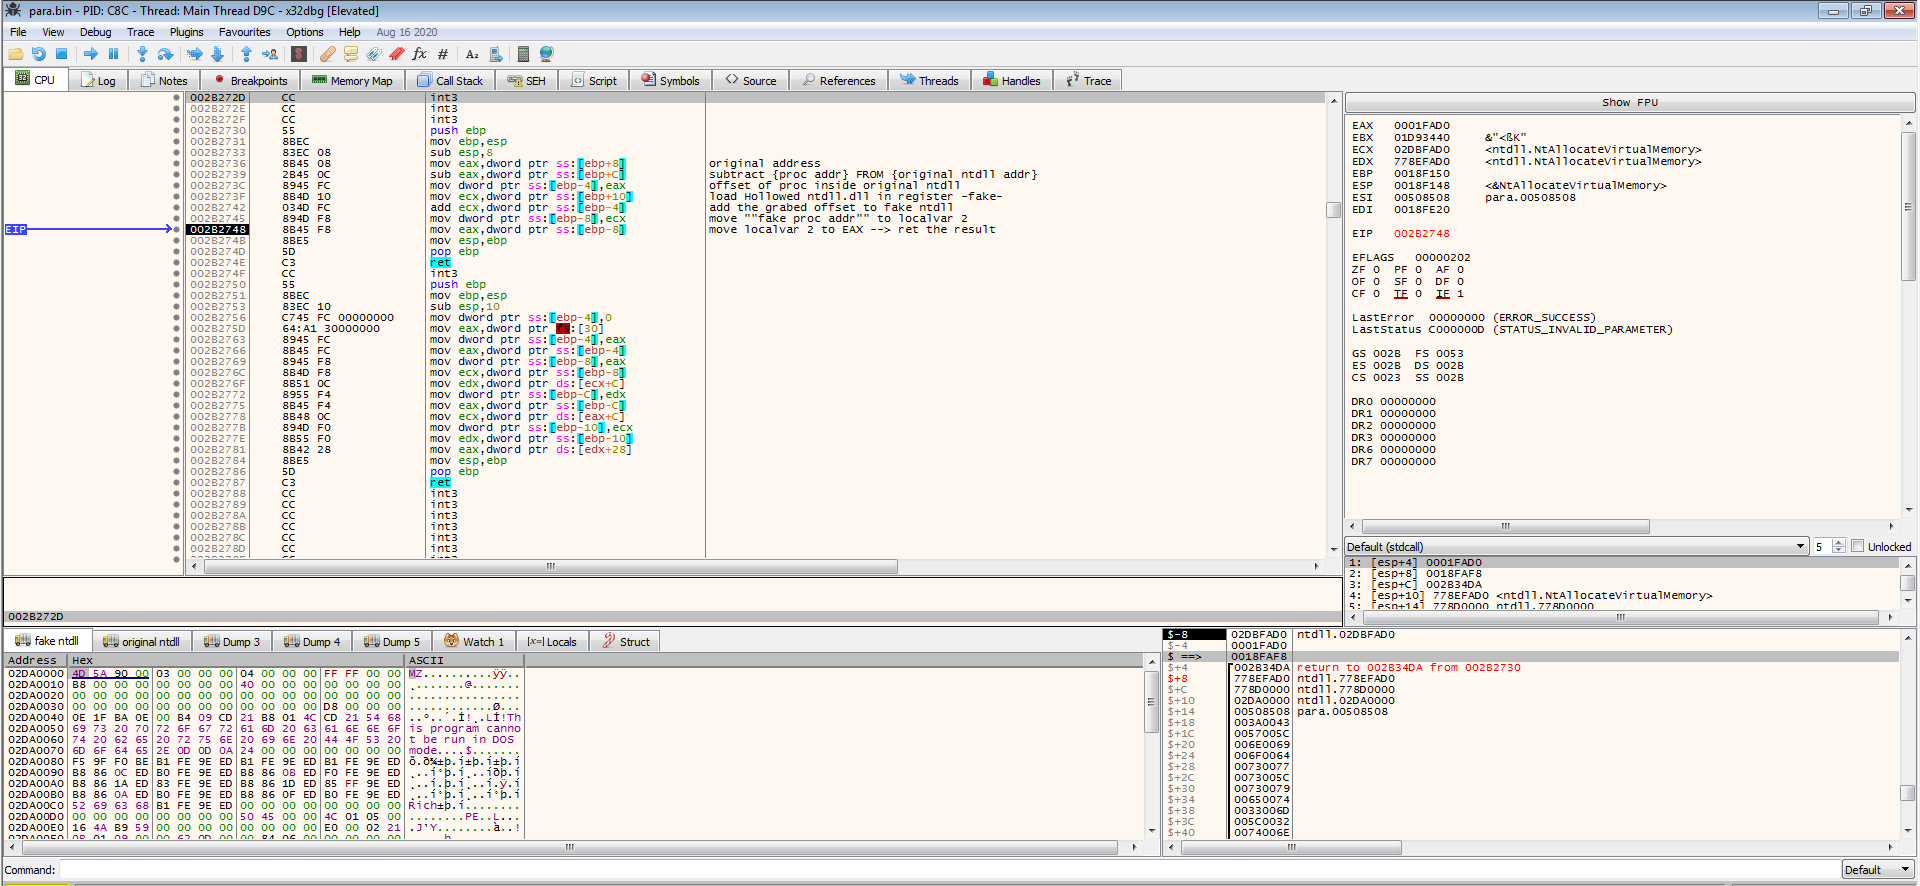 para.bin - PID: C8C - Thread: Main Thread D9C - x32dbg [Elevated]
File View Debug Trace Plugins Favourites Options Help Aug 16 2020
CPU Log Notes Breakpoints Memory Map Call Stack SEH Script Symbols Source References Threads Handles Trace
002B272D CC int3
002B272E CC int3
002B272F CC int3
002B2730 55 push ebp
002B2731 8BEC mov ebp,esp
002B2733 83EC 08 sub esp,8
002B2736 8B45 08 mov eax,dword ptr ss:[ebp+8] original address
002B2739 2B45 0C sub eax,dword ptr ss:[ebp+C] subtract {proc addr} FROM {original ntdll addr}
002B273C 8945 FC mov dword ptr ss:[ebp-4],eax offset of proc inside original ntdll
002B273F 8B4D 10 mov ecx,dword ptr ss:[ebp+10] load Hollowed ntdll.dll in register -fake-
002B2742 034D FC add ecx,dword ptr ss:[ebp-4] add the grabed offset to fake ntdll
002B2745 894D F8 mov dword ptr ss:[ebp-8],ecx move ""fake proc addr"" to localvar 2
EIP 002B2748 8B45 F8 mov eax,dword ptr ss:[ebp-8] move localvar 2 to EAX --> ret the result
002B274B 8BE5 mov esp,ebp
002B274D 5D pop ebp
002B274E C3 ret
002B274F CC int3
002B2750 55 push ebp
002B2751 8BEC mov ebp,esp
002B2753 83EC 10 sub esp,10
002B2756 C745 FC 00000000 mov dword ptr ss:[ebp-4],0
002B275D 64:A1 30000000 mov eax,dword ptr fs:[30]
002B2763 8945 FC mov dword ptr ss:[ebp-4],eax
002B2766 8B45 FC mov eax,dword ptr ss:[ebp-4]
002B2769 8945 F8 mov dword ptr ss:[ebp-8],eax
002B276C 8B4D F8 mov ecx,dword ptr ss:[ebp-8]
002B276F 8B51 0C mov edx,dword ptr ds:[ecx+C]
002B2772 8955 F4 mov dword ptr ss:[ebp-C],edx
002B2775 8B45 F4 mov eax,dword ptr ss:[ebp-C]
002B2778 8B48 0C mov ecx,dword ptr ds:[eax+C]
002B277B 894D F0 mov dword ptr ss:[ebp-10],ecx
002B277E 8B55 F0 mov edx,dword ptr ss:[ebp-10]
002B2781 8B42 28 mov eax,dword ptr ds:[edx+28]
002B2784 8BE5 mov esp,ebp
002B2786 5D pop ebp
002B2787 C3 ret
002B2788 CC int3
002B2789 CC int3
002B278A CC int3
002B278B CC int3
002B278C CC int3
002B278D CC int3
002B272D
Show FPU
EAX 0001FAD0
EBX 01D93440 &"<ßK"
ECX 02DBFAD0 <ntdll.NtAllocateVirtualMemory>
EDX 778EFAD0 <ntdll.NtAllocateVirtualMemory>
EBP 0018F150
ESP 0018F148 <&NtAllocateVirtualMemory>
ESI 00508508 para.00508508
EDI 0018FE20
EIP 002B2748
EFLAGS 00000202
ZF 0 PF 0 AF 0
OF 0 SF 0 DF 0
CF 0 TF 0 IF 1
LastError 00000000 (ERROR_SUCCESS)
LastStatus C000000D (STATUS_INVALID_PARAMETER)
GS 002B FS 0053
ES 002B DS 002B
CS 0023 SS 002B
DR0 00000000
DR1 00000000
DR2 00000000
DR3 00000000
DR6 00000000
DR7 00000000
Default (stdcall) 5 Unlocked
1: [esp+4] 0001FAD0
2: [esp+8] 0018FAF8
3: [esp+C] 002B34DA
4: [esp+10] 778EFAD0 <ntdll.NtAllocateVirtualMemory>
5: [esp+14] 778D0000 ntdll.778D0000
fake ntdll original ntdll Dump 3 Dump 4 Dump 5 Watch 1 [x=] Locals Struct
Address Hex ASCII
02DA0000 4D 5A 90 00 03 00 00 00 04 00 00 00 FF FF 00 00 MZ..........ÿÿ..
02DA0010 B8 00 00 00 00 00 00 00 40 00 00 00 00 00 00 00 ¸.......@.......
02DA0020 00 00 00 00 00 00 00 00 00 00 00 00 00 00 00 00 ................
02DA0030 00 00 00 00 00 00 00 00 00 00 00 00 D8 00 00 00 ............Ø...
02DA0040 0E 1F BA 0E 00 B4 09 CD 21 B8 01 4C CD 21 54 68 ..º..´.Í!¸.LÍ!Th
02DA0050 69 73 20 70 72 6F 67 72 61 6D 20 63 61 6E 6E 6F is program canno
02DA0060 74 20 62 65 20 72 75 6E 20 69 6E 20 44 4F 53 20 t be run in DOS
02DA0070 6D 6F 64 65 2E 0D 0D 0A 24 00 00 00 00 00 00 00 mode....$.......
02DA0080 F5 9F F0 BE B1 FE 9E ED B1 FE 9E ED B1 FE 9E ED õ.ð¾±þ.í±þ.í±þ.í
02DA0090 B8 86 0C ED B0 FE 9E ED B8 86 0B ED F0 FE 9E ED ¸..í°þ.í¸..íðþ.í
02DA00A0 B8 86 1A ED 83 FE 9E ED B8 86 1D ED 85 FF 9E ED ¸..í.þ.í¸..í.ÿ.í
02DA00B0 B8 86 0A ED B0 FE 9E ED B8 86 0F ED B0 FE 9E ED ¸..í°þ.í¸..í°þ.í
02DA00C0 52 69 63 68 B1 FE 9E ED 00 00 00 00 00 00 00 00 Rich±þ.í........
02DA00D0 00 00 00 00 00 00 00 00 50 45 00 00 4C 01 05 00 ........PE..L...
02DA00E0 16 4A B9 59 00 00 00 00 00 00 00 00 E0 00 02 21 .J¹Y........à..!
$-8 02DBFAD0 ntdll.02DBFAD0
$-4 0001FAD0
$ ==> 0018FAF8
$+4 002B34DA return to 002B34DA from 002B2730
$+8 778EFAD0 ntdll.778EFAD0
$+C 778D0000 ntdll.778D0000
$+10 02DA0000 ntdll.02DA0000
$+14 00508508 para.00508508
$+18 003A0043
$+1C 0057005C
$+20 006E0069
$+24 006F0064
$+28 00730077
$+2C 0073005C
$+30 00730079
$+34 00650074
$+38 0033006D
$+3C 005C0032
$+40 0074006E
Command: Default